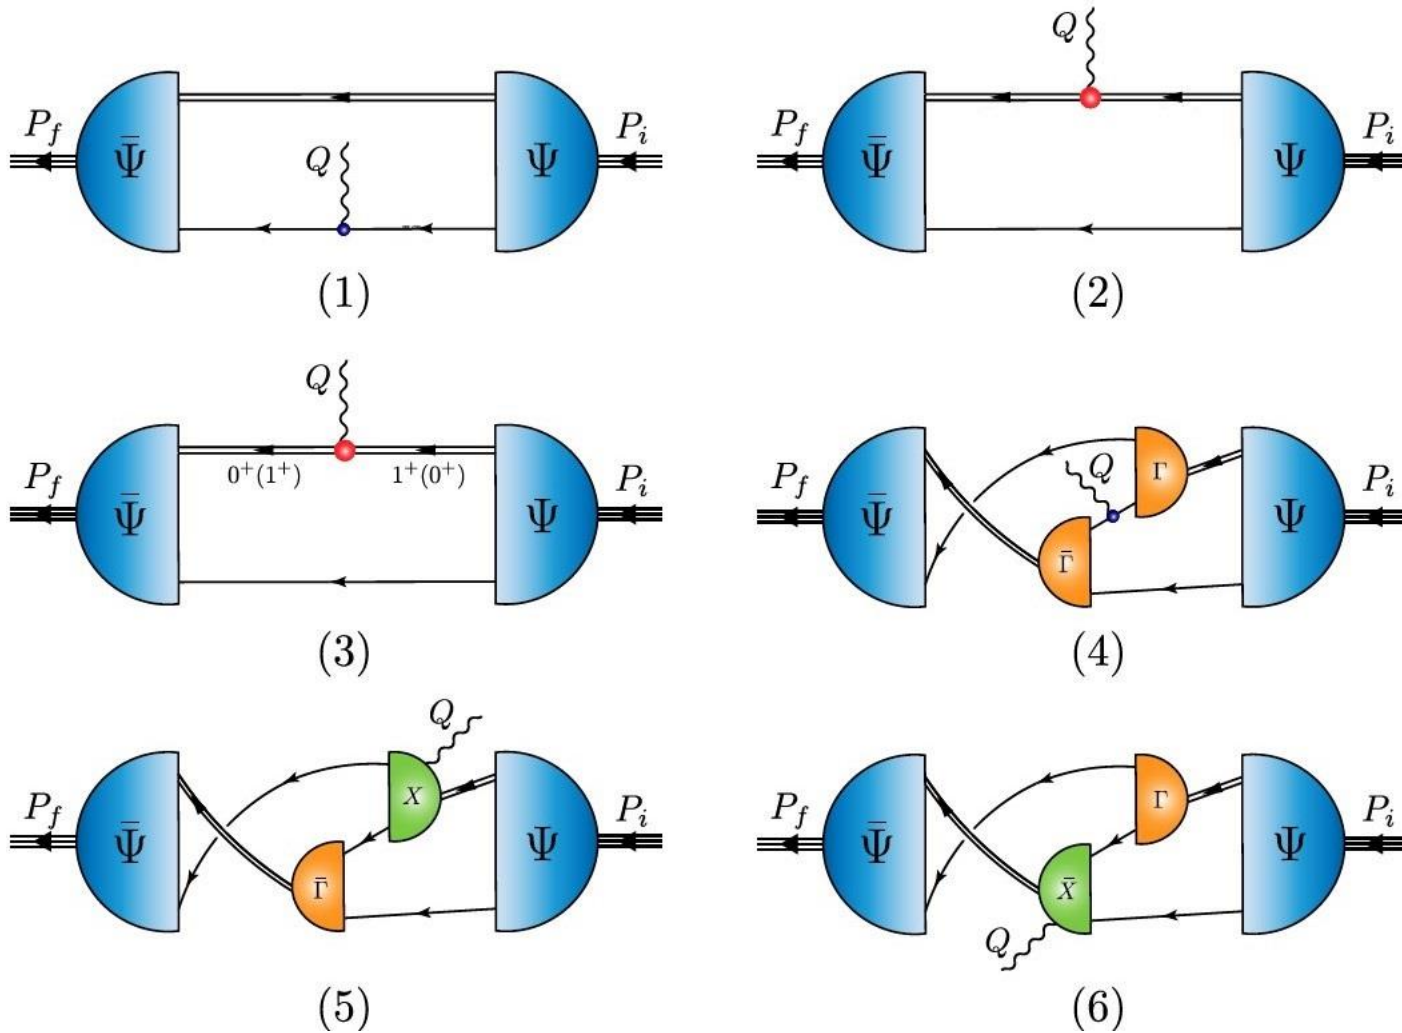 Q
P_f Ψ̄ Q Ψ P_i
(1)
P_f Ψ̄ Ψ P_i
(2)
Q
P_f Ψ̄ 0⁺(1⁺) 1⁺(0⁺) Ψ P_i
(3)
P_f Ψ̄ Γ̄ Q Γ Ψ P_i
(4)
Q
P_f Ψ̄ Γ̄ X Ψ P_i
(5)
P_f Ψ̄ X̄ Γ Ψ P_i
Q
(6)